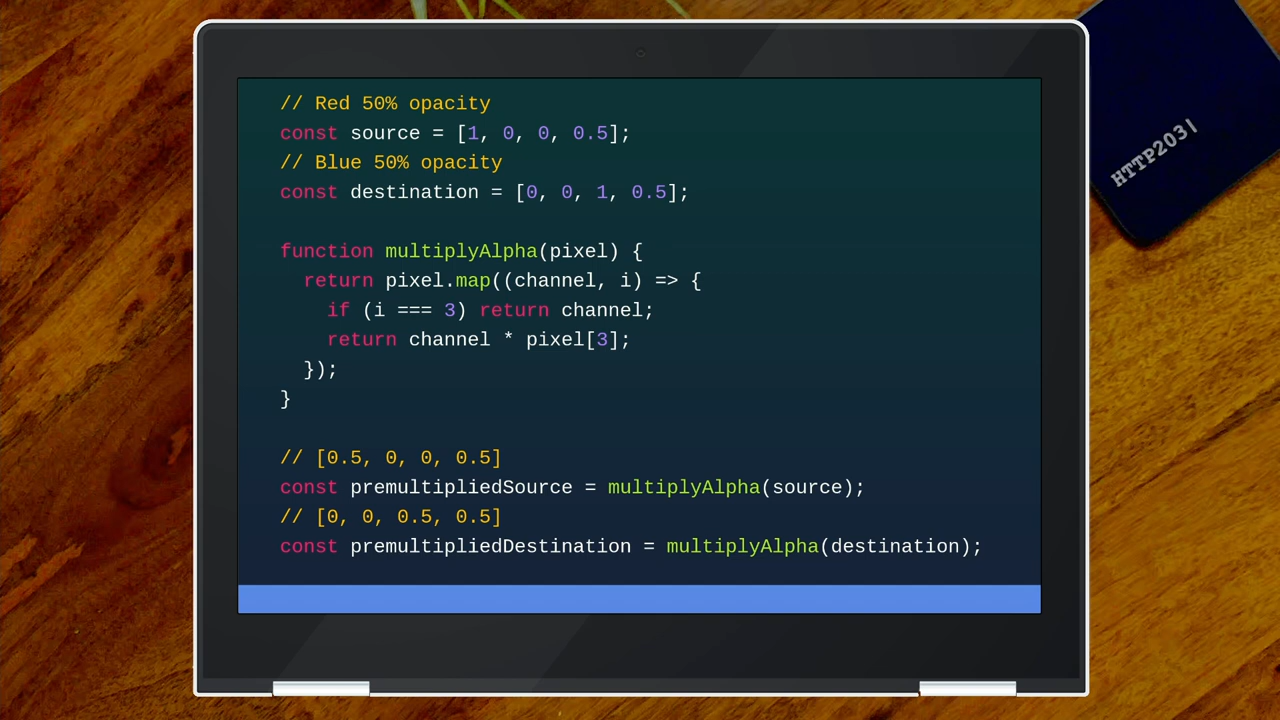 // Red 50% opacity
const source = [1, 0, 0, 0.5];
// Blue 50% opacity
const destination = [0, 0, 1, 0.5];
function multiplyAlpha(pixel) {
  return pixel.map((channel, i) => {
    if (i === 3) return channel;
    return channel * pixel[3];
  });
}
// [0.5, 0, 0, 0.5]
const premultipliedSource = multiplyAlpha(source);
// [0, 0, 0.5, 0.5]
const premultipliedDestination = multiplyAlpha(destination);
HTTP203|